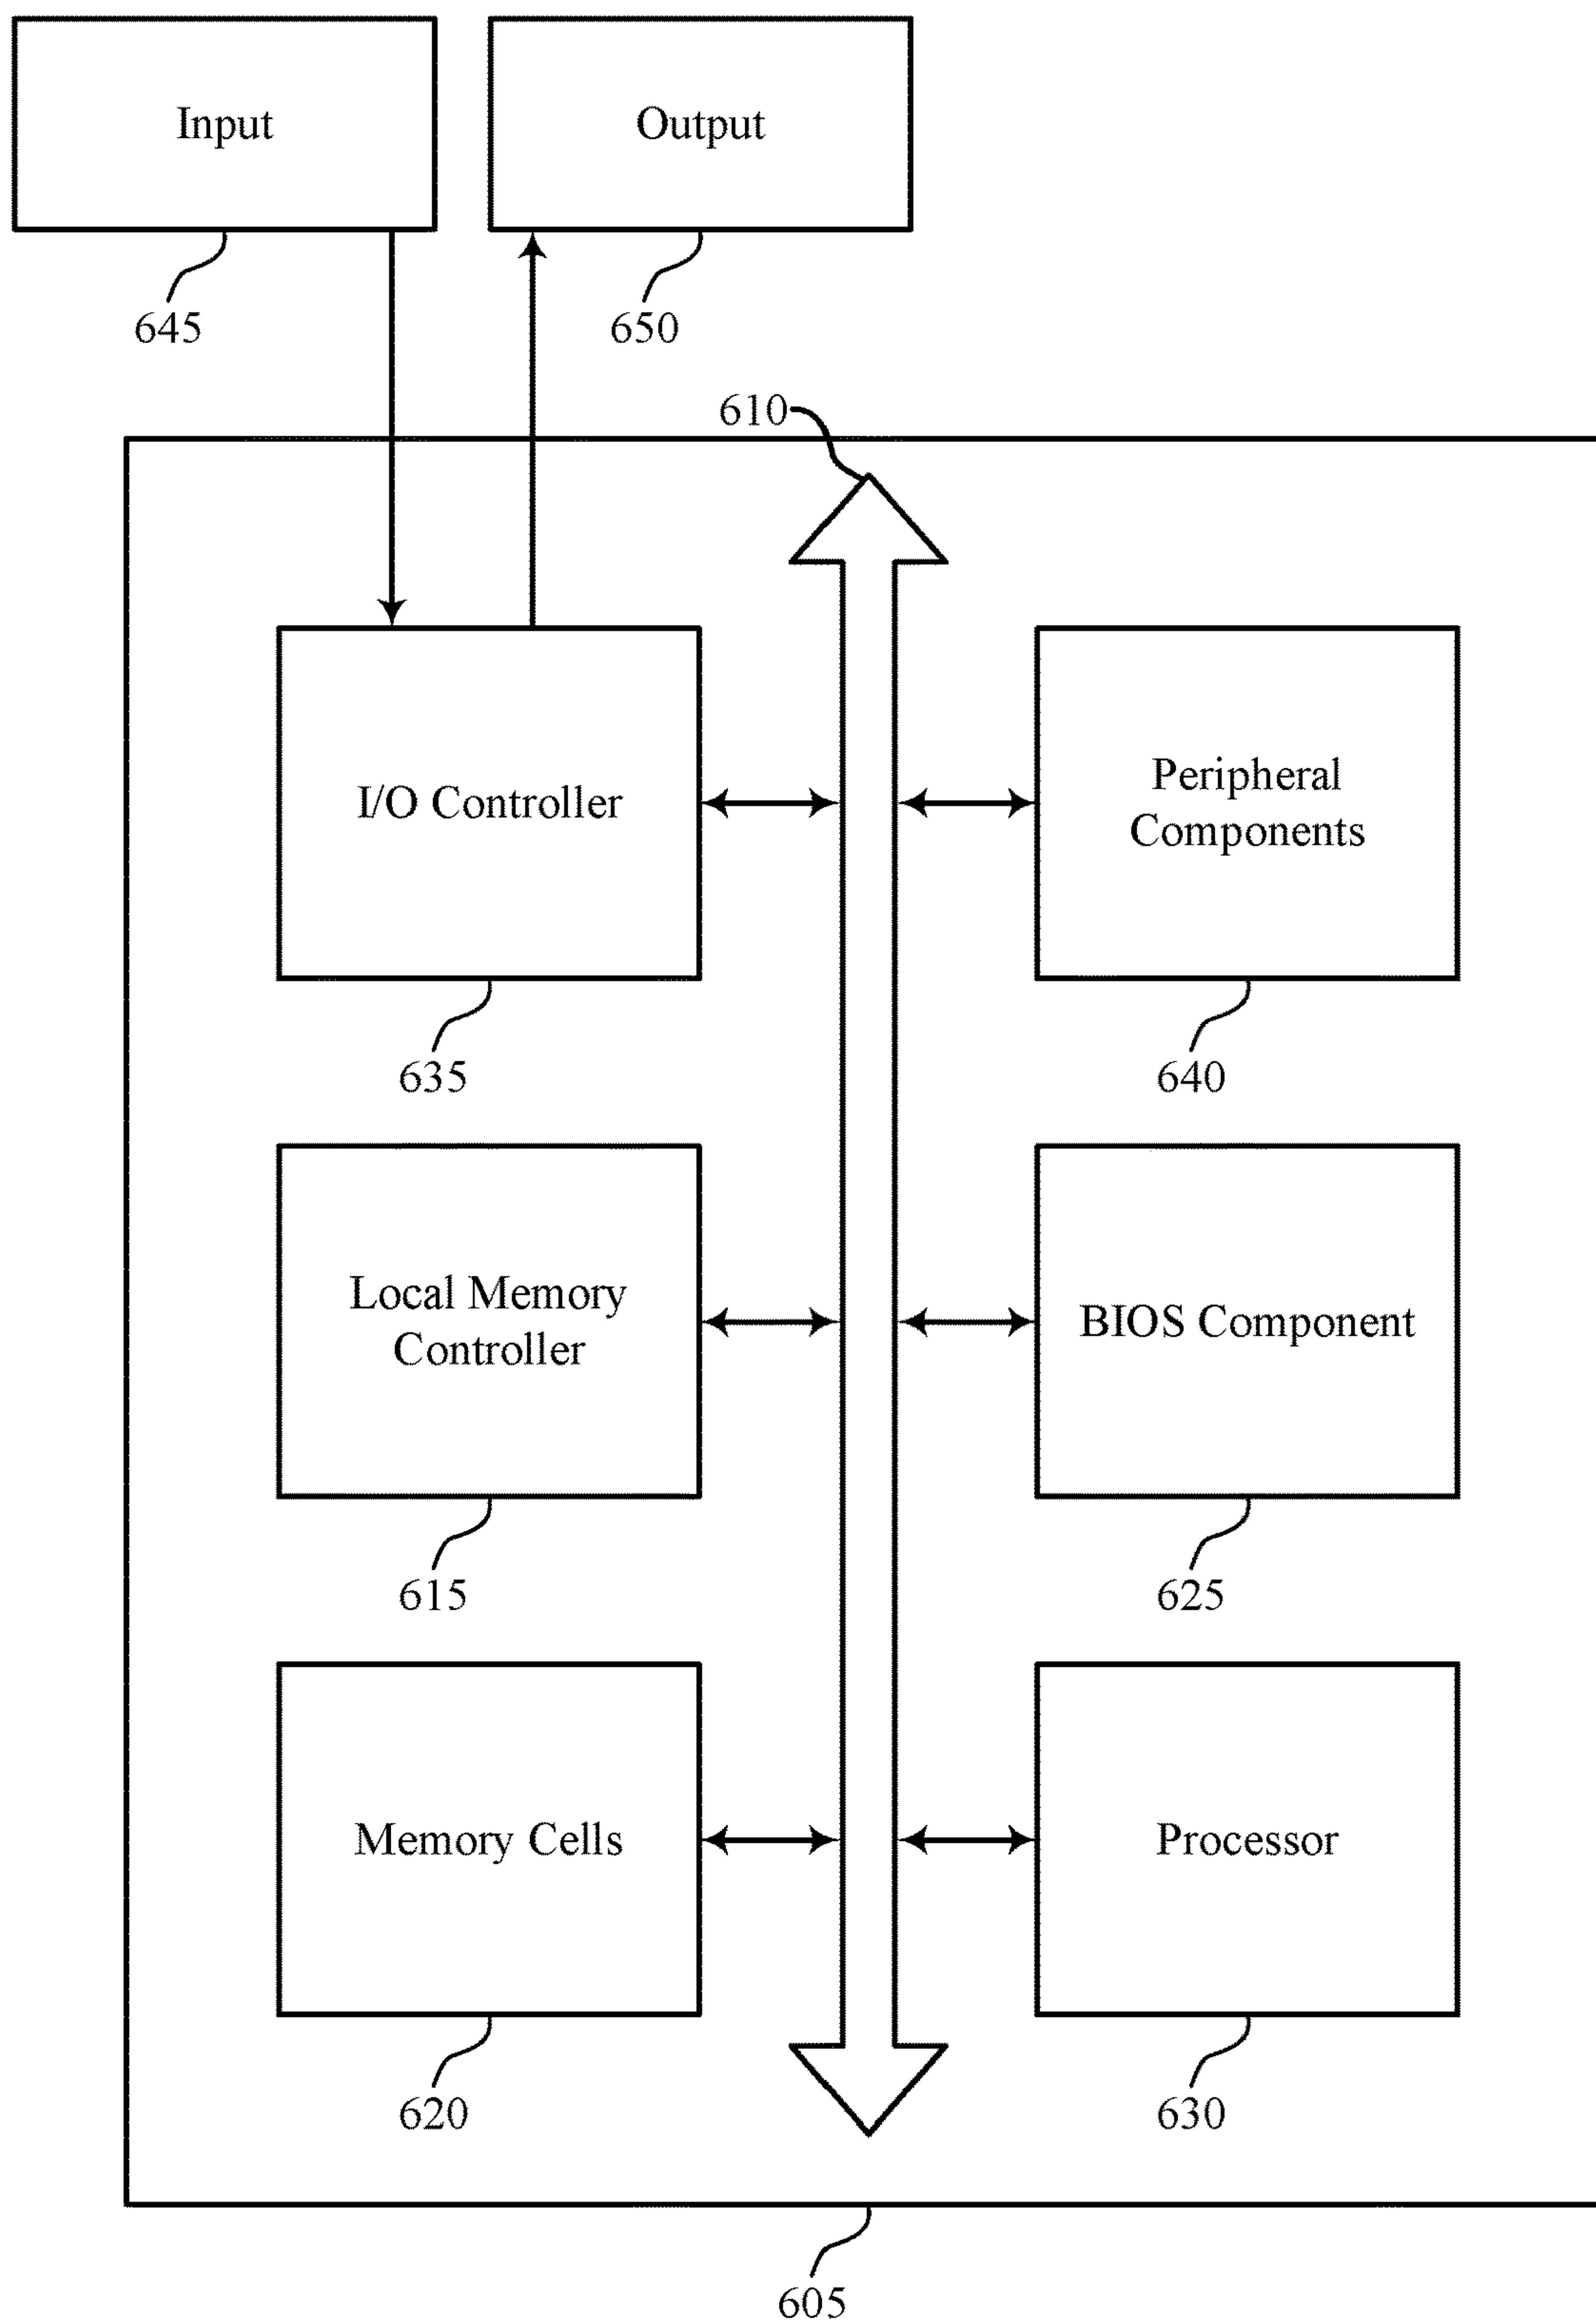 Input
Output
645
650
610
I/O Controller
Peripheral
Components
635
640
Local Memory
Controller
BIOS Component
615
625
Memory Cells
Processor
620
630
605